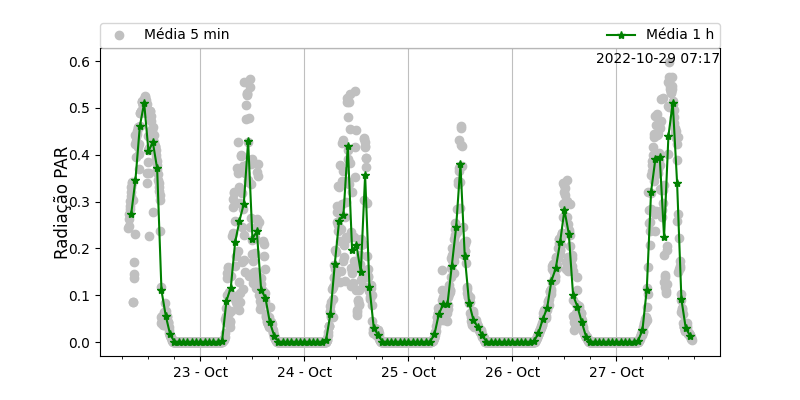 Média 5 min
Média 1 h
2022-10-29 07:17
Radiação PAR
0.6
0.5
0.4
0.3
0.2
0.1
0.0
23 - Oct
24 - Oct
25 - Oct
26 - Oct
27 - Oct